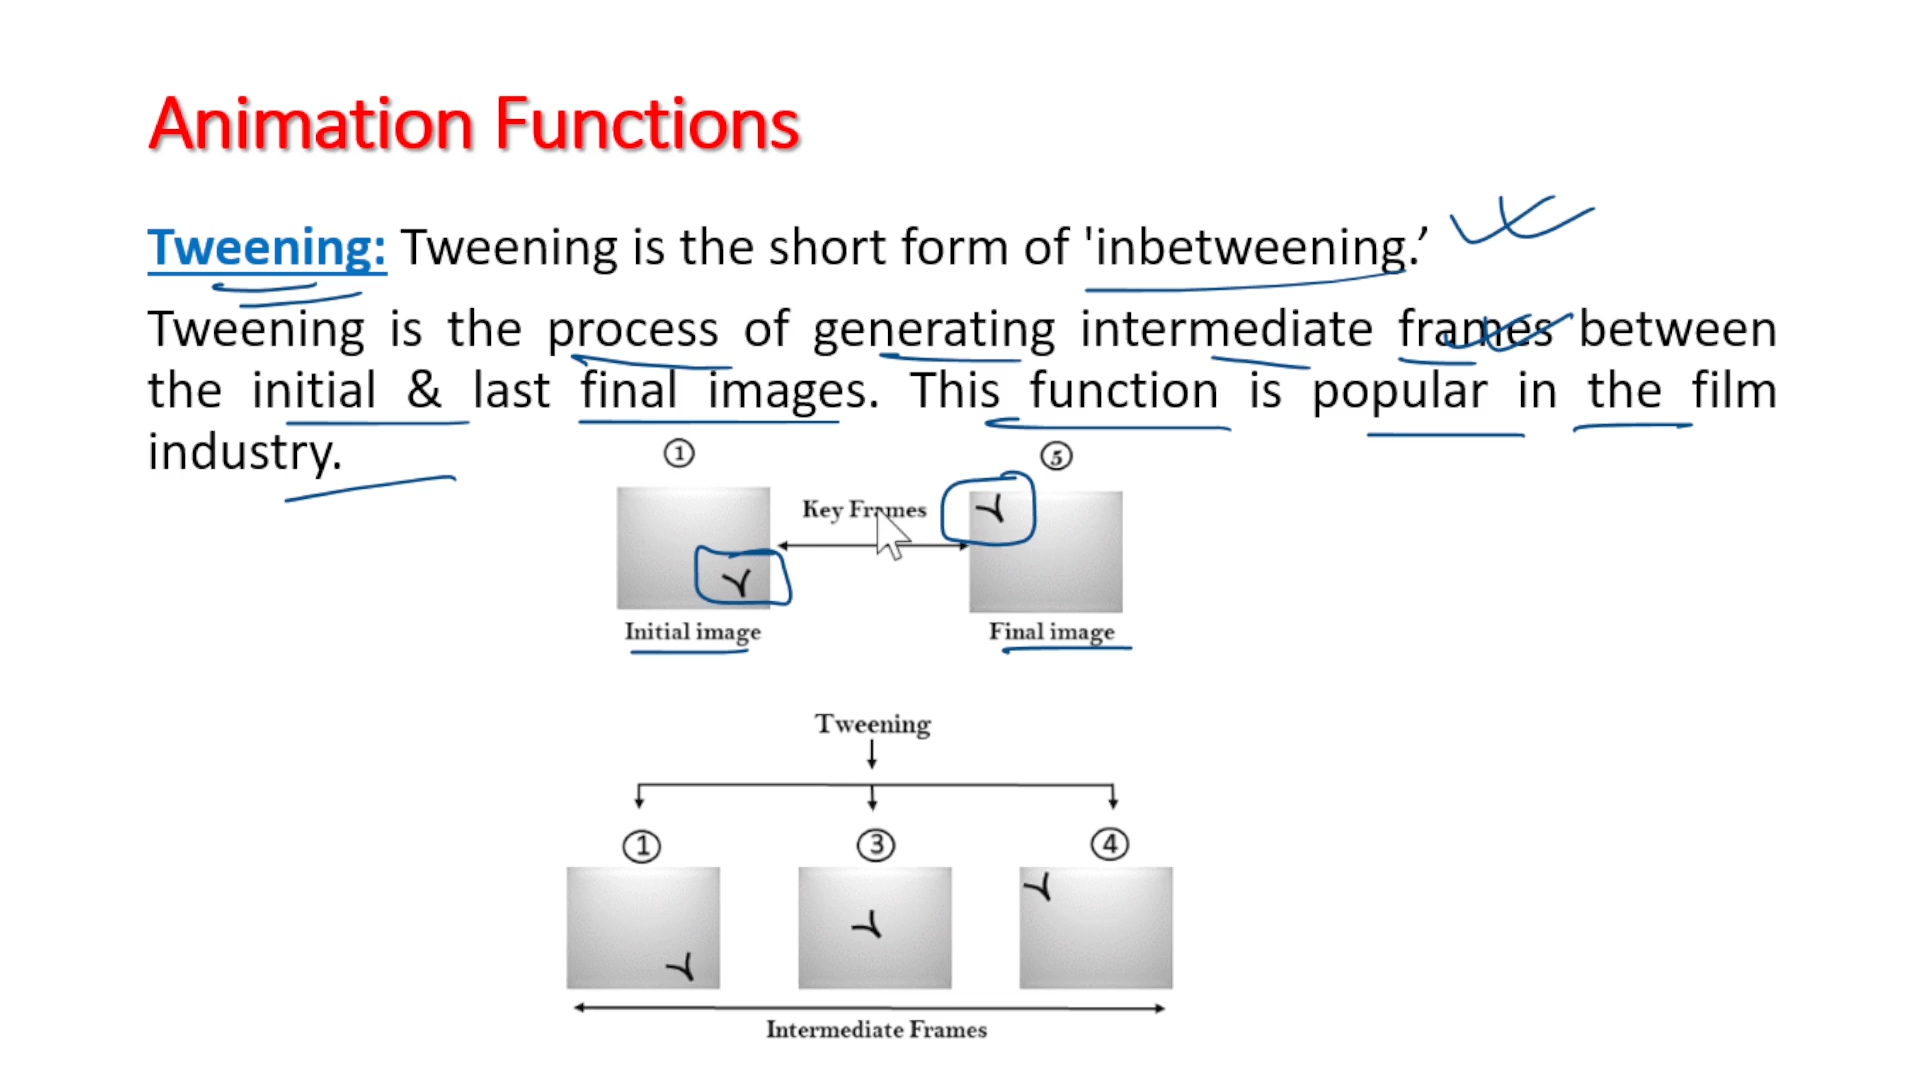 Animation Functions
Tweening: Tweening is the short form of 'inbetweening.’
Tweening is the process of generating intermediate frames between
the initial & last final images. This function is popular in the film
industry.
① ⑤
Key Frames
Initial image Final image
Tweening
① ③ ④
Intermediate Frames